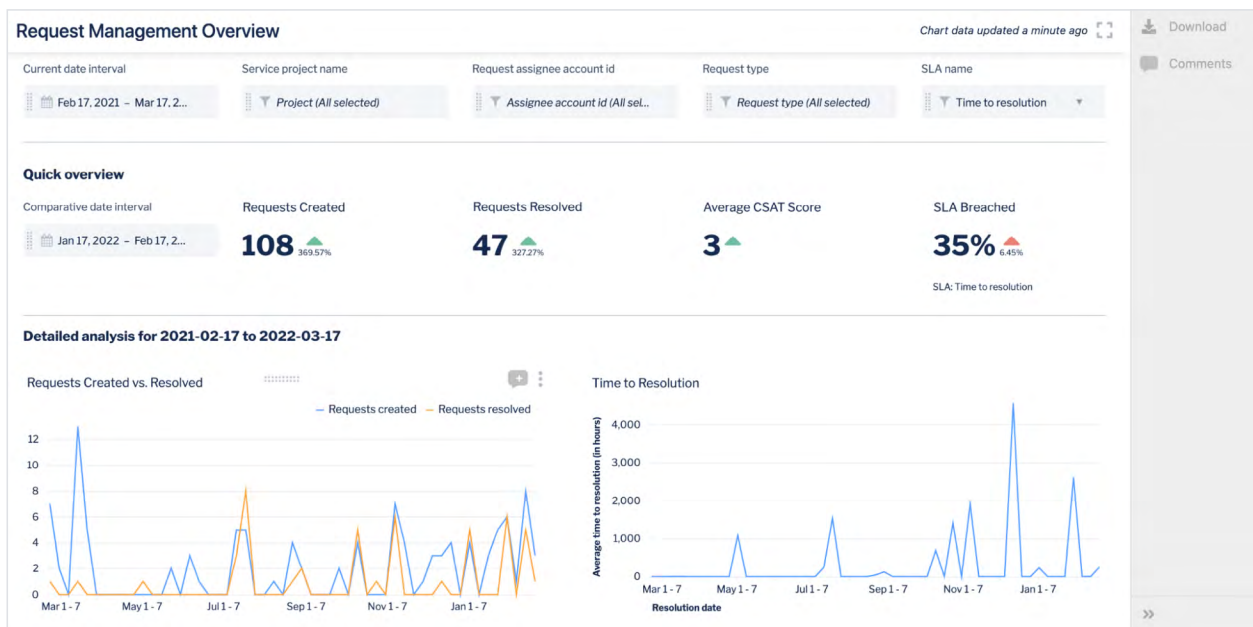 Request Management Overview
Chart data updated a minute ago
Download
Comments
Current date interval
Service project name
Request assignee account id
Request type
SLA name
Feb 17, 2021 – Mar 17, 2...
Project (All selected)
Assignee account id (All sel...
Request type (All selected)
Time to resolution
Quick overview
Comparative date interval
Requests Created
Requests Resolved
Average CSAT Score
SLA Breached
Jan 17, 2022 – Feb 17, 2...
108 369.57%
47 327.27%
3
35% 6.45%
SLA: Time to resolution
Detailed analysis for 2021-02-17 to 2022-03-17
Requests Created vs. Resolved
Requests created
Requests resolved
12
10
8
6
4
2
0
Mar 1 - 7
May 1 - 7
Jul 1 - 7
Sep 1 - 7
Nov 1 - 7
Jan 1 - 7
Time to Resolution
Average time to resolution (in hours)
4,000
3,000
2,000
1,000
0
Mar 1 - 7
May 1 - 7
Jul 1 - 7
Sep 1 - 7
Nov 1 - 7
Jan 1 - 7
Resolution date